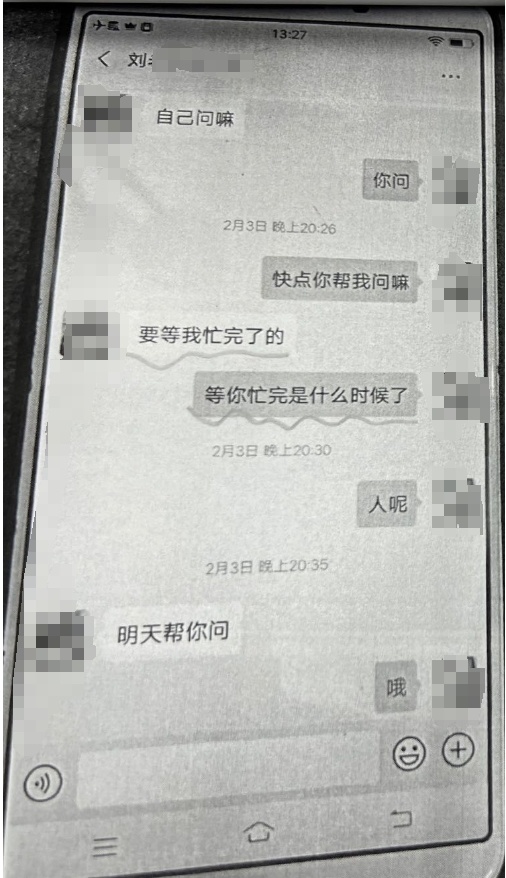 13:27
刘
自己问嘛
你问
2月3日 晚上20:26
快点你帮我问嘛
要等我忙完了的
等你忙完是什么时候了
2月3日 晚上20:30
人呢
2月3日 晚上20:35
明天帮你问
哦